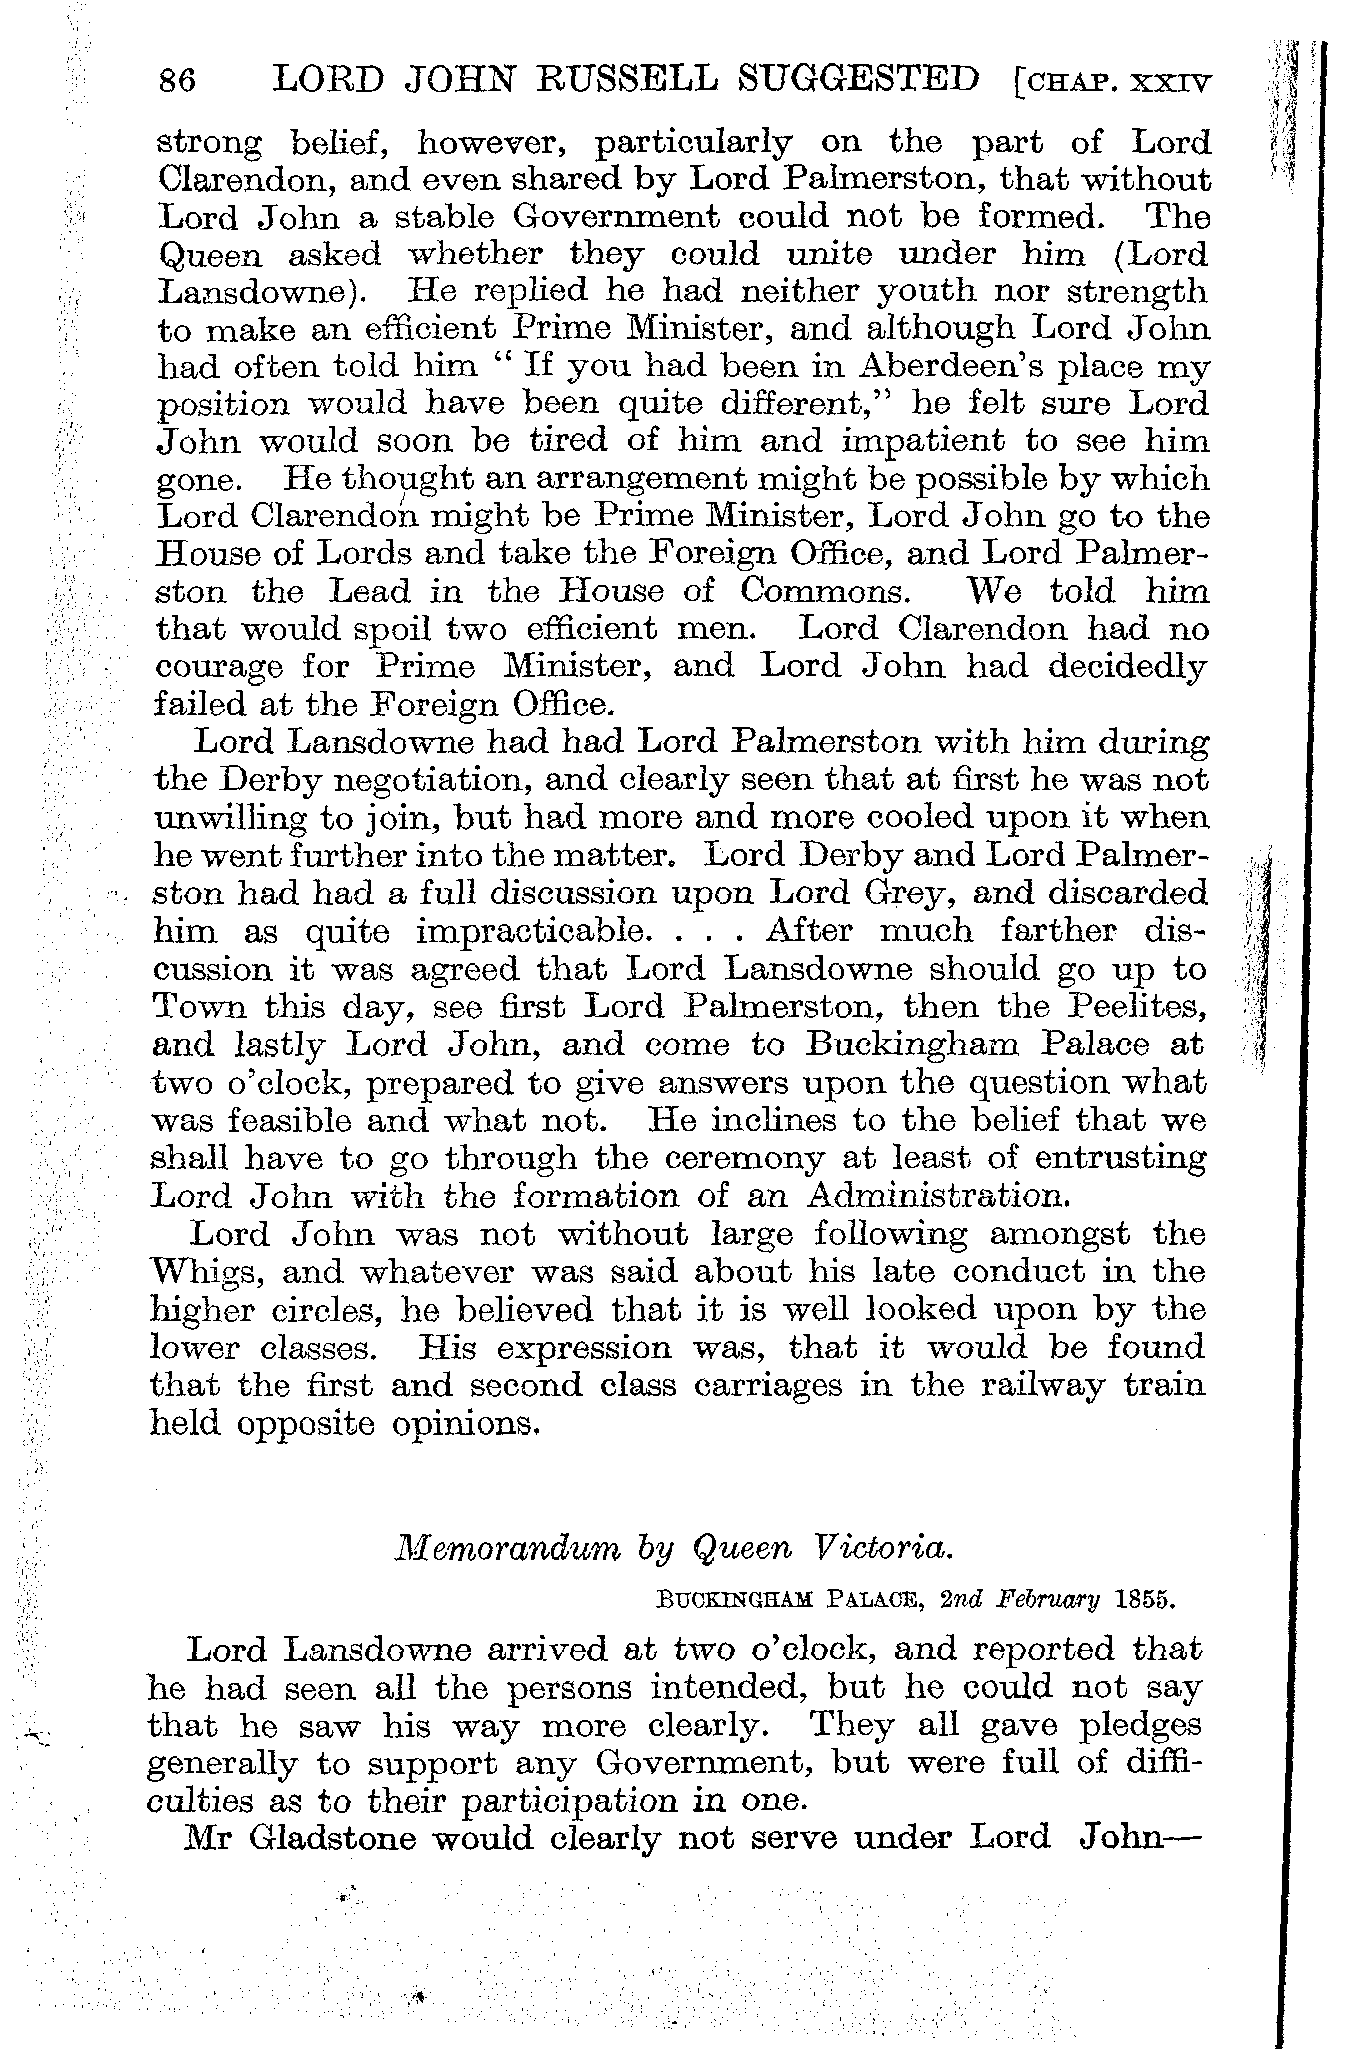 86 LORD JOHN RUSSELL SUGGESTED [CHAP. XXIV
strong belief, however, particularly on the part of Lord
Clarendon, and even shared by Lord Palmerston, that without
Lord John a stable Government could not be formed. The
Queen asked whether they could unite under him (Lord
Lansdowne). He replied he had neither youth nor strength
to make an efficient Prime Minister, and although Lord John
had often told him “ If you had been in Aberdeen’s place my
position would have been quite different,” he felt sure Lord
John would soon be tired of him and impatient to see him
gone. He thought an arrangement might be possible by which
Lord Clarendon might be Prime Minister, Lord John go to the
House of Lords and take the Foreign Office, and Lord Palmer-
ston the Lead in the House of Commons. We told him
that would spoil two efficient men. Lord Clarendon had no
courage for Prime Minister, and Lord John had decidedly
failed at the Foreign Office.
Lord Lansdowne had had Lord Palmerston with him during
the Derby negotiation, and clearly seen that at first he was not
unwilling to join, but had more and more cooled upon it when
he went further into the matter. Lord Derby and Lord Palmer-
ston had had a full discussion upon Lord Grey, and discarded
him as quite impracticable. . . . After much farther dis-
cussion it was agreed that Lord Lansdowne should go up to
Town this day, see first Lord Palmerston, then the Peelites,
and lastly Lord John, and come to Buckingham Palace at
two o’clock, prepared to give answers upon the question what
was feasible and what not. He inclines to the belief that we
shall have to go through the ceremony at least of entrusting
Lord John with the formation of an Administration.
Lord John was not without large following amongst the
Whigs, and whatever was said about his late conduct in the
higher circles, he believed that it is well looked upon by the
lower classes. His expression was, that it would be found
that the first and second class carriages in the railway train
held opposite opinions.
Memorandum by Queen Victoria.
BUCKINGHAM PALACE, 2nd February 1855.
Lord Lansdowne arrived at two o’clock, and reported that
he had seen all the persons intended, but he could not say
that he saw his way more clearly. They all gave pledges
generally to support any Government, but were full of diffi-
culties as to their participation in one.
Mr Gladstone would clearly not serve under Lord John—